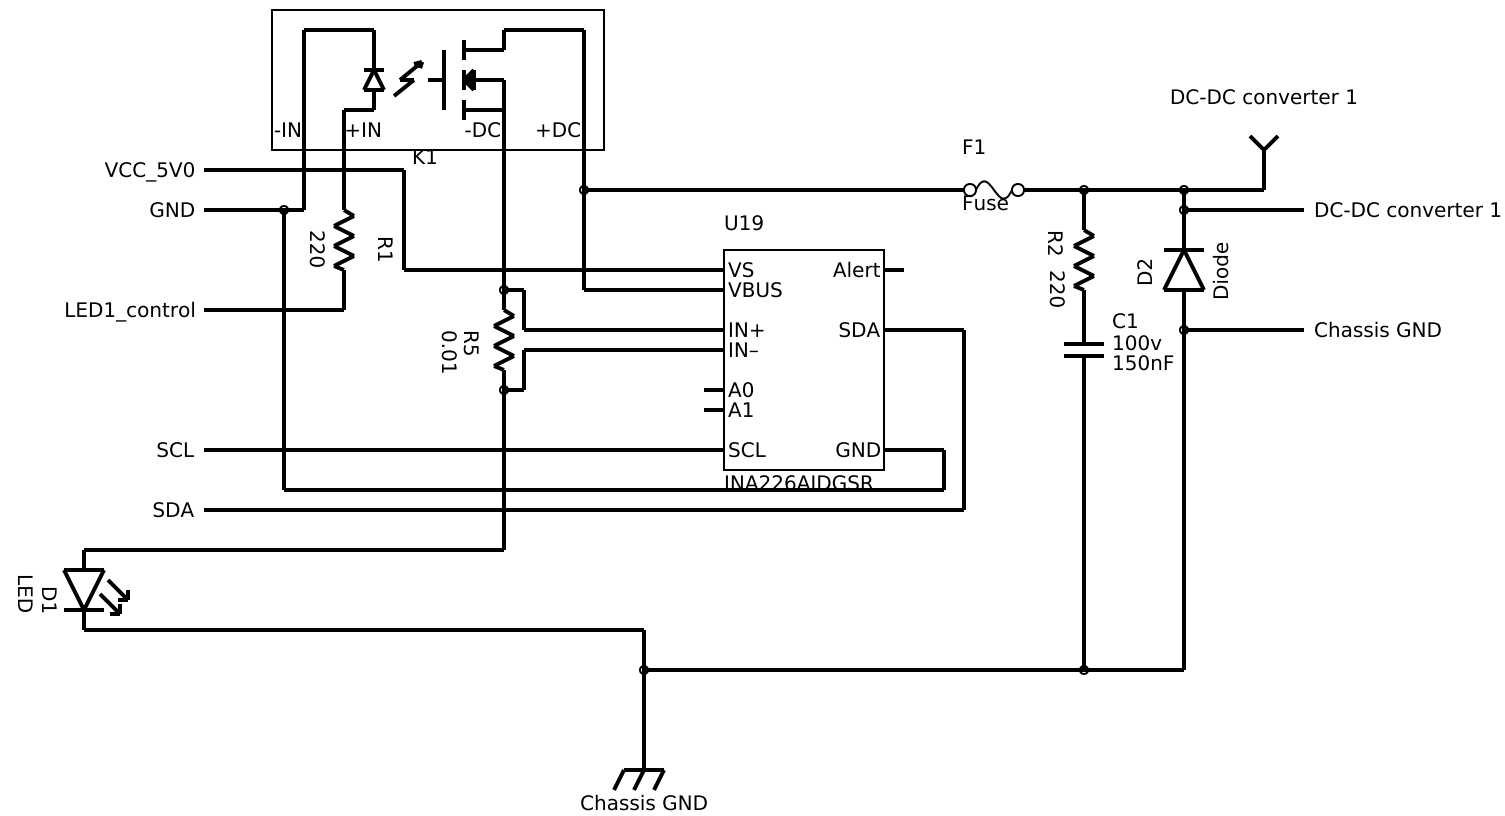 DC-DC converter 1
-IN
+IN
-DC
+DC
K1
F1
Fuse
VCC_5V0
GND
DC-DC converter 1
U19
220
R1
R2
220
D2
Diode
VS
VBUS
Alert
LED1_control
IN+
IN–
SDA
C1
100v
150nF
Chassis GND
R5
0.01
A0
A1
SCL
SCL
GND
INA226AIDGSR
SDA
D1
LED
Chassis GND